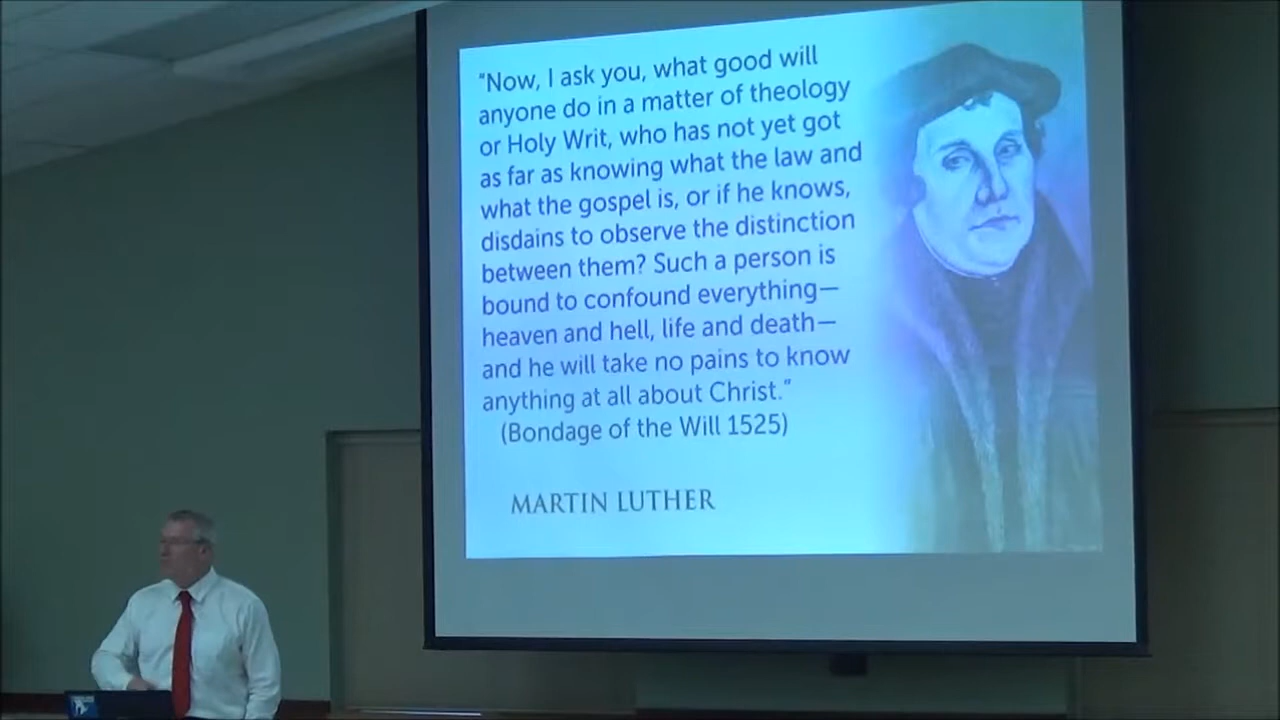 “Now, I ask you, what good will
anyone do in a matter of theology
or Holy Writ, who has not yet got
as far as knowing what the law and
what the gospel is, or if he knows,
disdains to observe the distinction
between them? Such a person is
bound to confound everything—
heaven and hell, life and death—
and he will take no pains to know
anything at all about Christ.”
(Bondage of the Will 1525)
MARTIN LUTHER